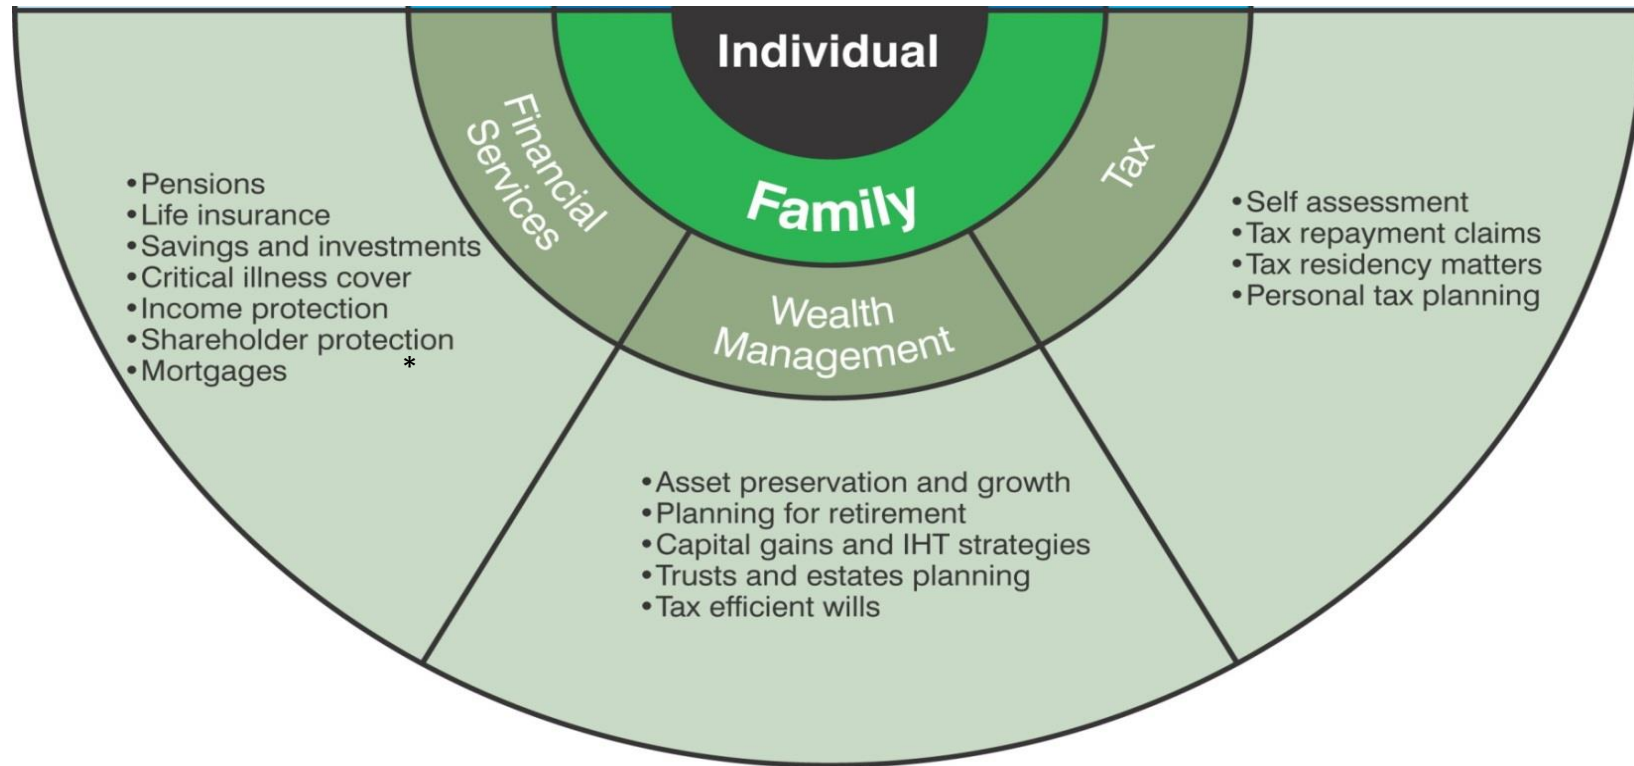 Individual
Family
Financial
Services
•Pensions
•Life insurance
•Savings and investments
•Critical illness cover
•Income protection
•Shareholder protection
•Mortgages *
Wealth
Management
•Asset preservation and growth
•Planning for retirement
•Capital gains and IHT strategies
•Trusts and estates planning
•Tax efficient wills
Tax
•Self assessment
•Tax repayment claims
•Tax residency matters
•Personal tax planning